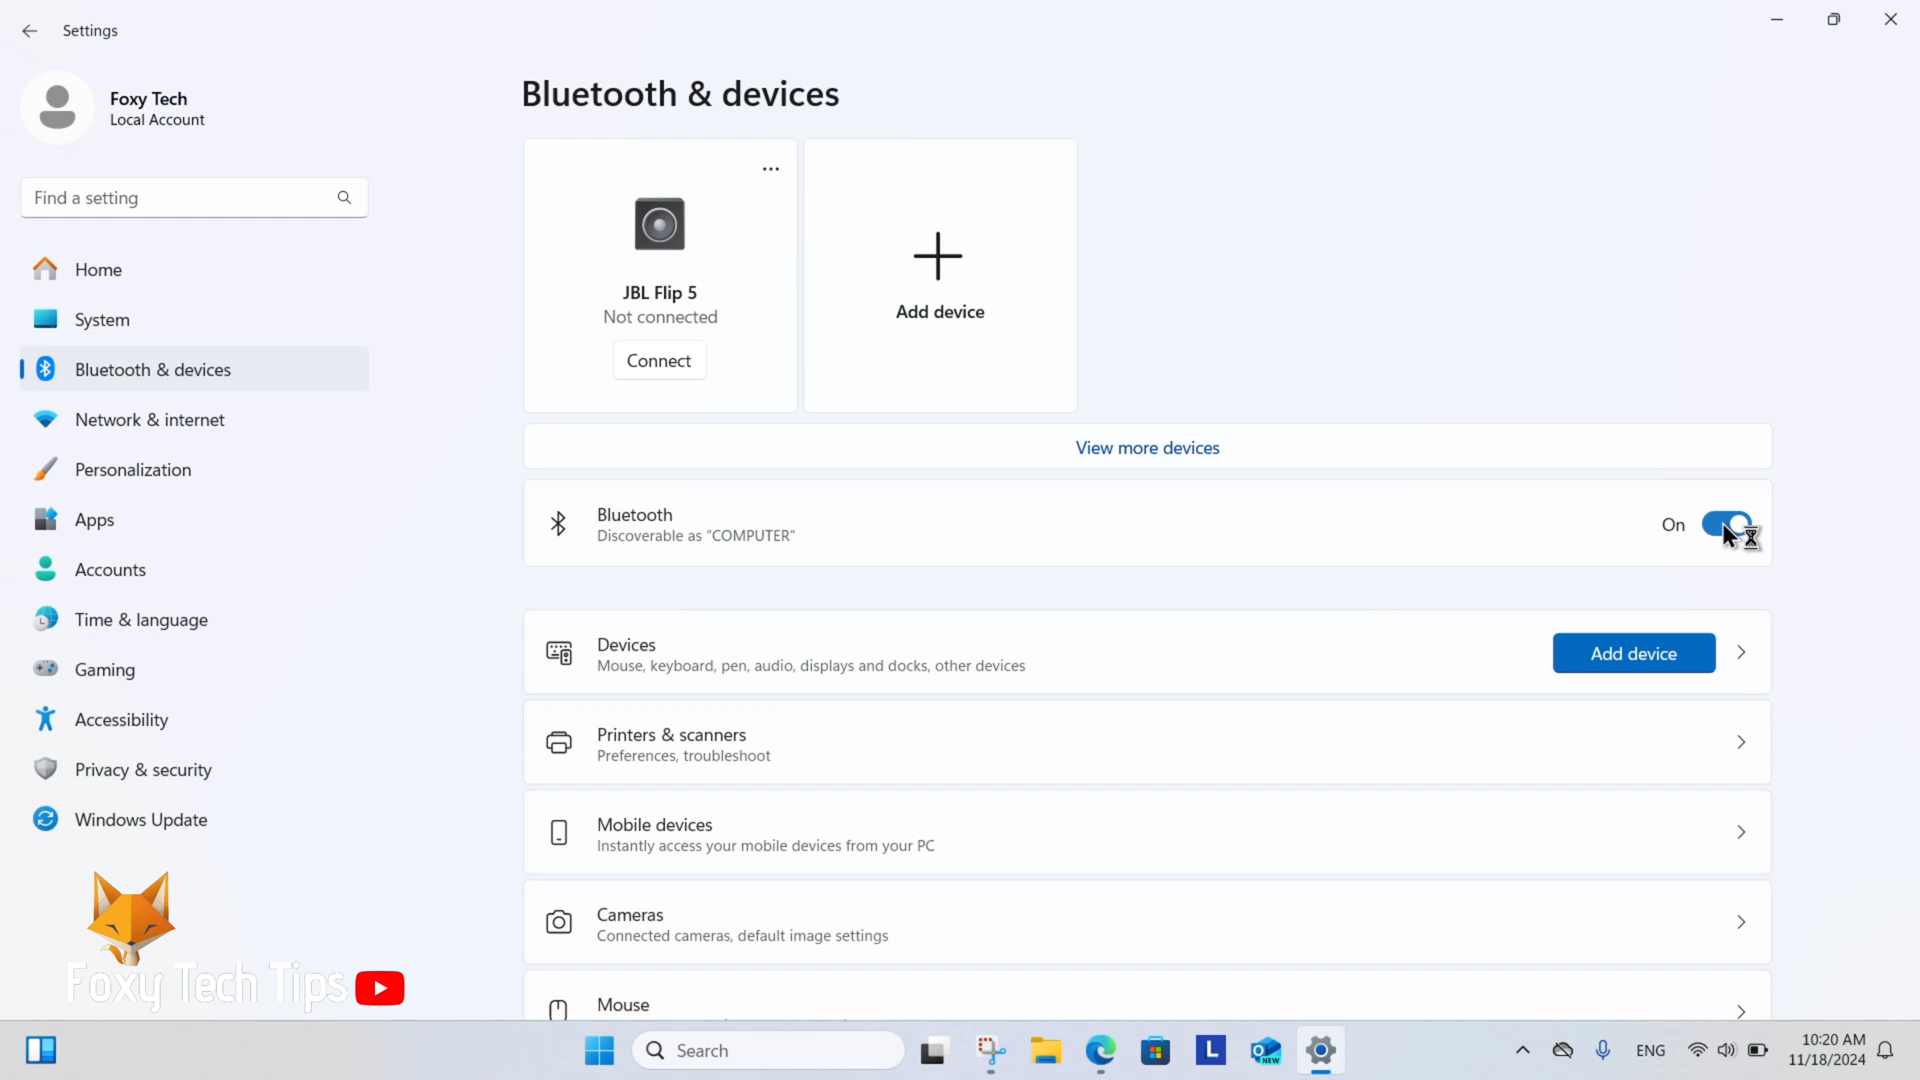 Settings
Foxy Tech
Local Account
Find a setting
Home
System
Bluetooth & devices
Network & internet
Personalization
Apps
Accounts
Time & language
Gaming
Accessibility
Privacy & security
Windows Update
Foxy Tech Tips
Bluetooth & devices
JBL Flip 5
Not connected
Connect
Add device
View more devices
Bluetooth
Discoverable as "COMPUTER"
On
Devices
Mouse, keyboard, pen, audio, displays and docks, other devices
Add device
Printers & scanners
Preferences, troubleshoot
Mobile devices
Instantly access your mobile devices from your PC
Cameras
Connected cameras, default image settings
Mouse
Search
L
NEW
ENG
10:20 AM
11/18/2024